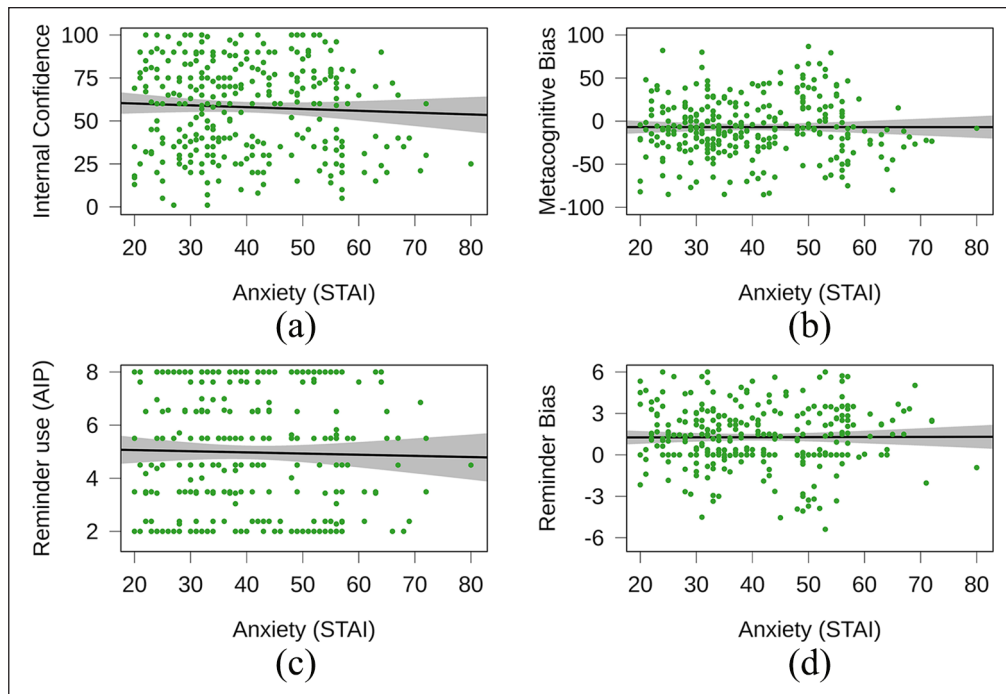 Internal Confidence
100
75
50
25
0
20 30 40 50 60 70 80
Anxiety (STAI)
(a)
Metacognitive Bias
100
50
0
-50
-100
20 30 40 50 60 70 80
Anxiety (STAI)
(b)
Reminder use (AIP)
8
6
4
2
20 30 40 50 60 70 80
Anxiety (STAI)
(c)
Reminder Bias
6
3
0
-3
-6
20 30 40 50 60 70 80
Anxiety (STAI)
(d)